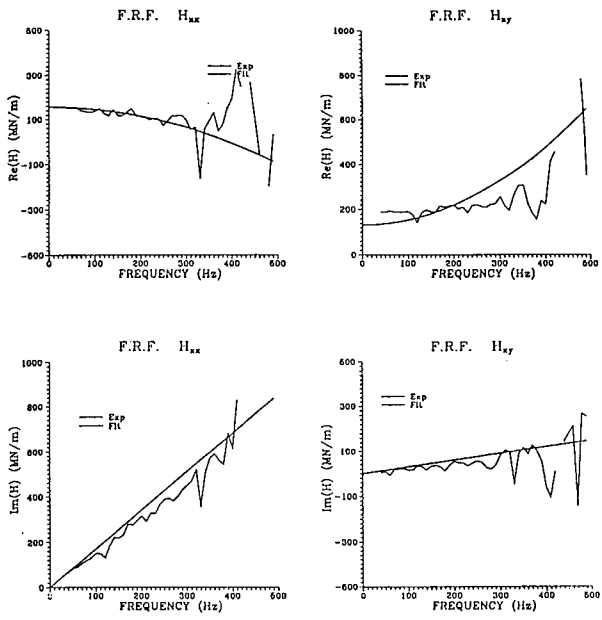 F.R.F. Hxx
Re(H) (MN/m)
500
300
100
-100
-300
-500
Exp
Fit
0 100 200 300 400 500
FREQUENCY (Hz)
F.R.F. Hxy
Re(H) (MN/m)
1000
800
600
400
200
0
Exp
Fit
0 100 200 300 400 500
FREQUENCY (Hz)
F.R.F. Hxx
Im(H) (MN/m)
1000
800
600
400
200
0
Exp
Fit
0 100 200 300 400 500
FREQUENCY (Hz)
F.R.F. Hxy
Im(H) (MN/m)
500
300
100
-100
-300
-500
Exp
Fit
0 100 200 300 400 500
FREQUENCY (Hz)